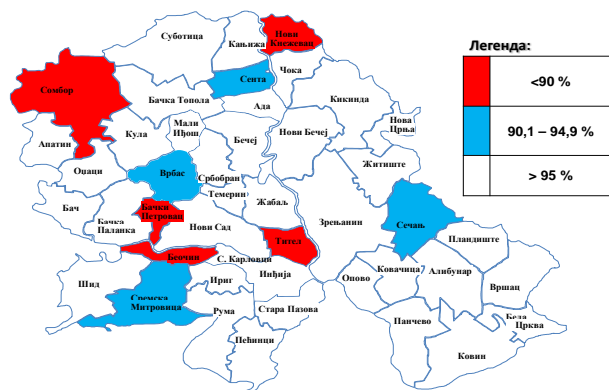 Суботица
Кањижа
Нови
Кнежевац
Сомбор
Сента
Чока
Бачка Топола
Ада
Кикинда
Мали
Иђош
Нова
Црња
Апатин
Кула
Бечеј
Нови Бечеј
Оџаци
Врбас
Србобран
Житиште
Темерин
Бач
Бачка
Паланка
Бачки
Петровац
Жабаљ
Зрењанин
Сечањ
Нови Сад
Тител
Пландиште
Беочин
С. Карловци
Шид
Ириг
Инђија
Опово
Ковачица
Алибунар
Вршац
Сремска
Митровица
Рума
Стара Пазова
Панчево
Бела
Црква
Пећинци
Ковин
Легенда:
<90 %
90,1 – 94,9 %
> 95 %